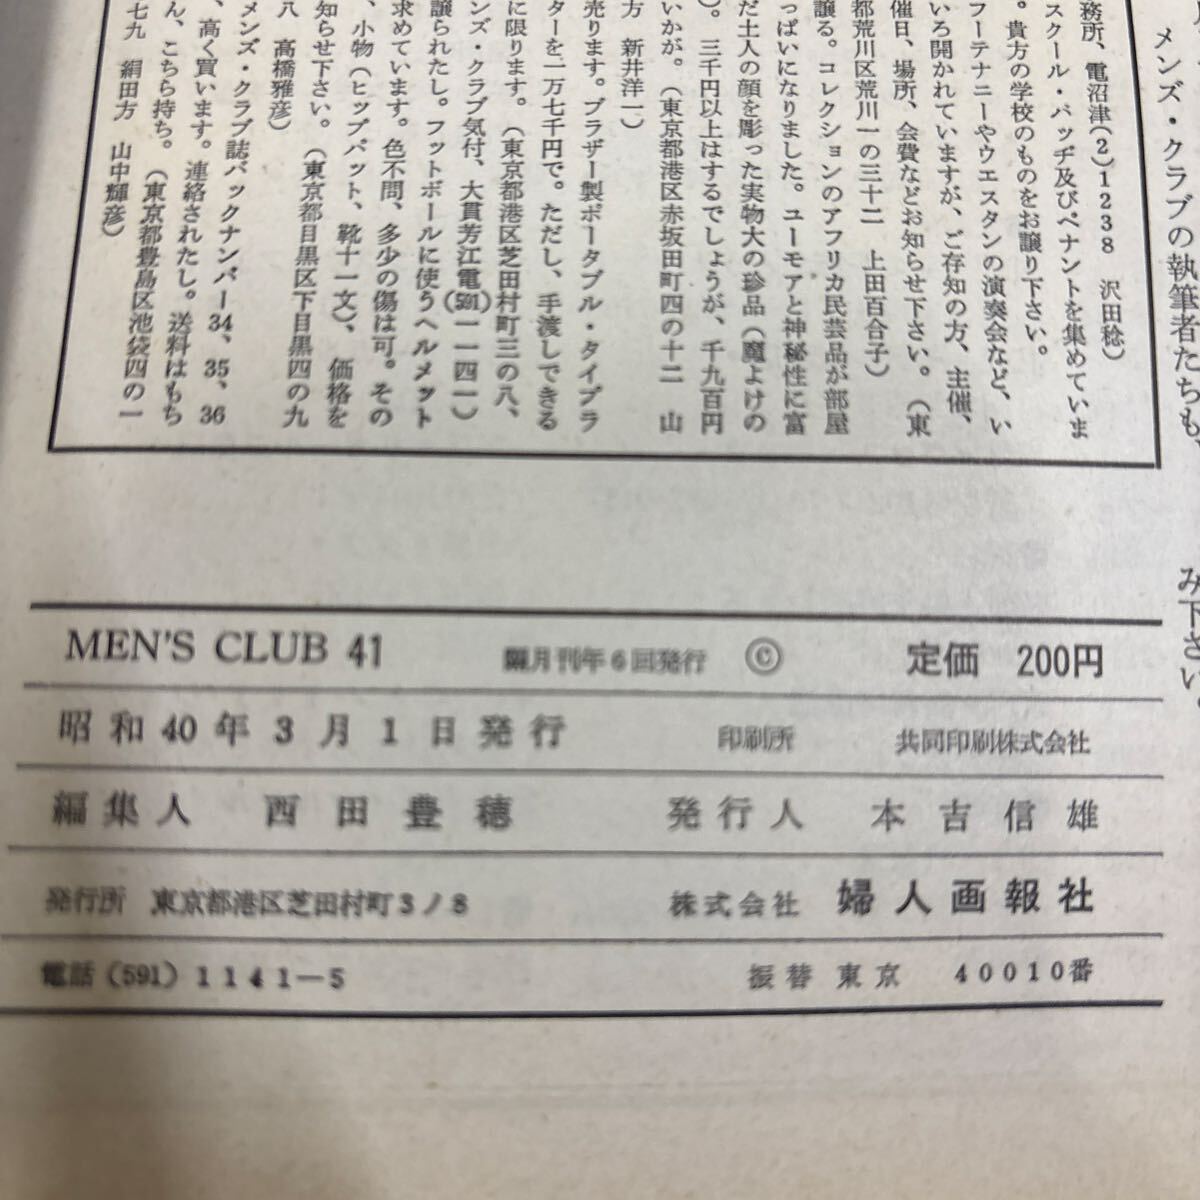 メンズ・クラブの執筆者たちも、
み下さい。
務所、電沼津(2)1238 沢田稔)
スクール・バッヂ及びペナントを集めていま
。貴方の学校のものをお譲り下さい。
フーテナニーやウエスタンの演奏会など、い
いろ開かれていますが、ご存知の方、主催、
催日、場所、会費などお知らせ下さい。(東
都荒川区荒川一の三十二 上田百合子)
譲る。コレクションのアフリカ民芸品が部屋
っぱいになりました。ユーモアと神秘性に富
だ土人の顔を彫った実物大の珍品(魔よけの
)。三千円以上はするでしょうが、千九百円
いかが。(東京都港区赤坂田町四の十二 山
方 新井洋一)
売ります。ブラザー製ポータブル・タイプラ
ターを一万七千円で。ただし、手渡しできる
に限ります。(東京都港区芝田村町三の八、
ンズ・クラブ気付、大貫芳江電(591)一一四一)
譲られたし。フットボールに使うヘルメット
求めています。色不問、多少の傷は可。その
、小物(ヒップパット、靴十一文)、価格を
知らせ下さい。(東京都目黒区下目黒四の九
八 高橋雅彦)
メンズ・クラブ誌バックナンバー34、35、36
、高く買います。連絡されたし。送料はもち
ん、こちら持ち。(東京都豊島区池袋四の一
七九 絹田方 山中輝彦)
MEN'S CLUB 41 隔月刊年6回発行 © 定価 200円
昭和40年3月1日発行 印刷所 共同印刷株式会社
編集人 西田豊穂 発行人 本吉信雄
発行所 東京都港区芝田村町3ノ8 株式会社 婦人画報社
電話(591)1141—5 振替 東京 40010番